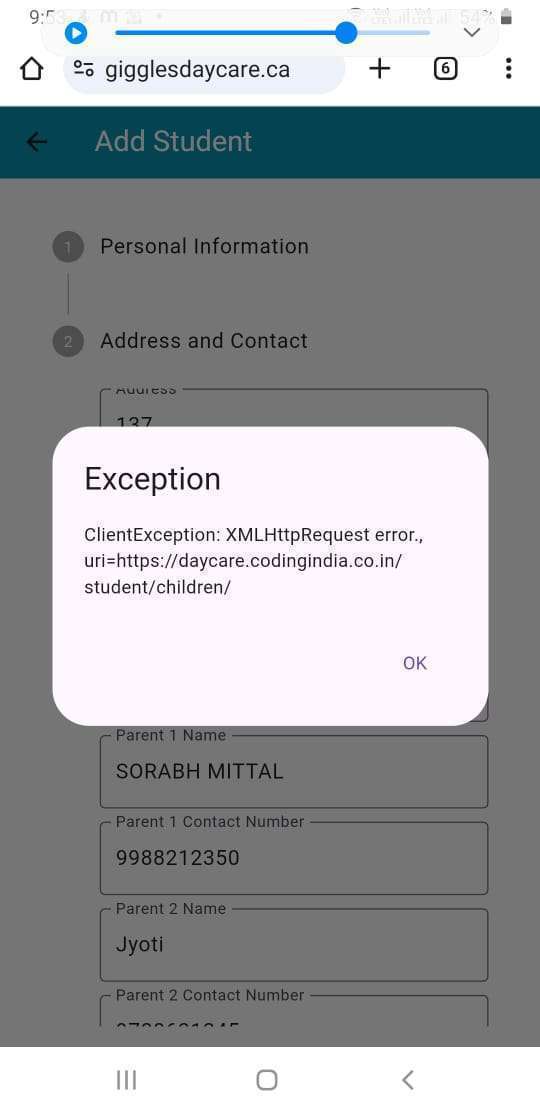 9:53
54%
gigglesdaycare.ca
6
Add Student
1 Personal Information
2 Address and Contact
Address
137
Exception
ClientException: XMLHttpRequest error.,
uri=https://daycare.codingindia.co.in/
student/children/
OK
Parent 1 Name
SORABH MITTAL
Parent 1 Contact Number
9988212350
Parent 2 Name
Jyoti
Parent 2 Contact Number